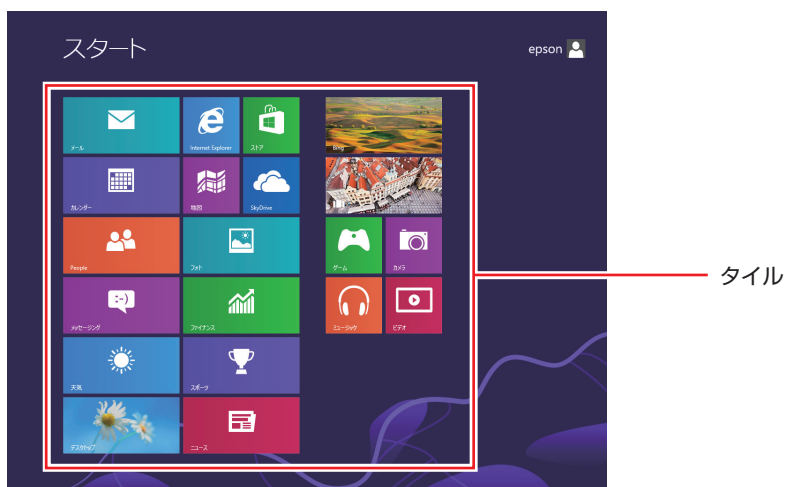 スタート
epson
メール
Internet Explorer
ストア
Bing
カレンダー
地図
SkyDrive
People
フォト
ゲーム
カメラ
タイル
メッセージング
ファイナンス
ミュージック
ビデオ
天気
スポーツ
デスクトップ
ニュース